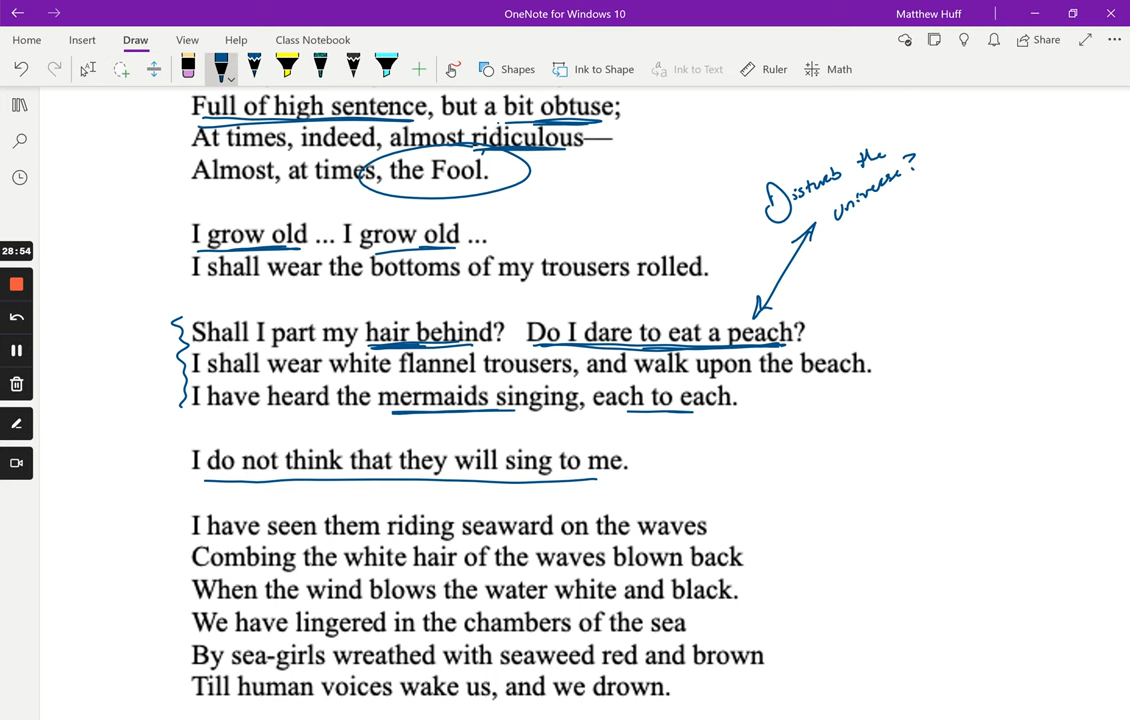 OneNote for Windows 10
Matthew Huff
Home Insert Draw View Help Class Notebook
Share
Shapes Ink to Shape Ink to Text Ruler Math
Full of high sentence, but a bit obtuse;
At times, indeed, almost ridiculous—
Almost, at times, the Fool.
Disturb the
universe?
28:54
I grow old ... I grow old ...
I shall wear the bottoms of my trousers rolled.
Shall I part my hair behind? Do I dare to eat a peach?
I shall wear white flannel trousers, and walk upon the beach.
I have heard the mermaids singing, each to each.
I do not think that they will sing to me.
I have seen them riding seaward on the waves
Combing the white hair of the waves blown back
When the wind blows the water white and black.
We have lingered in the chambers of the sea
By sea-girls wreathed with seaweed red and brown
Till human voices wake us, and we drown.